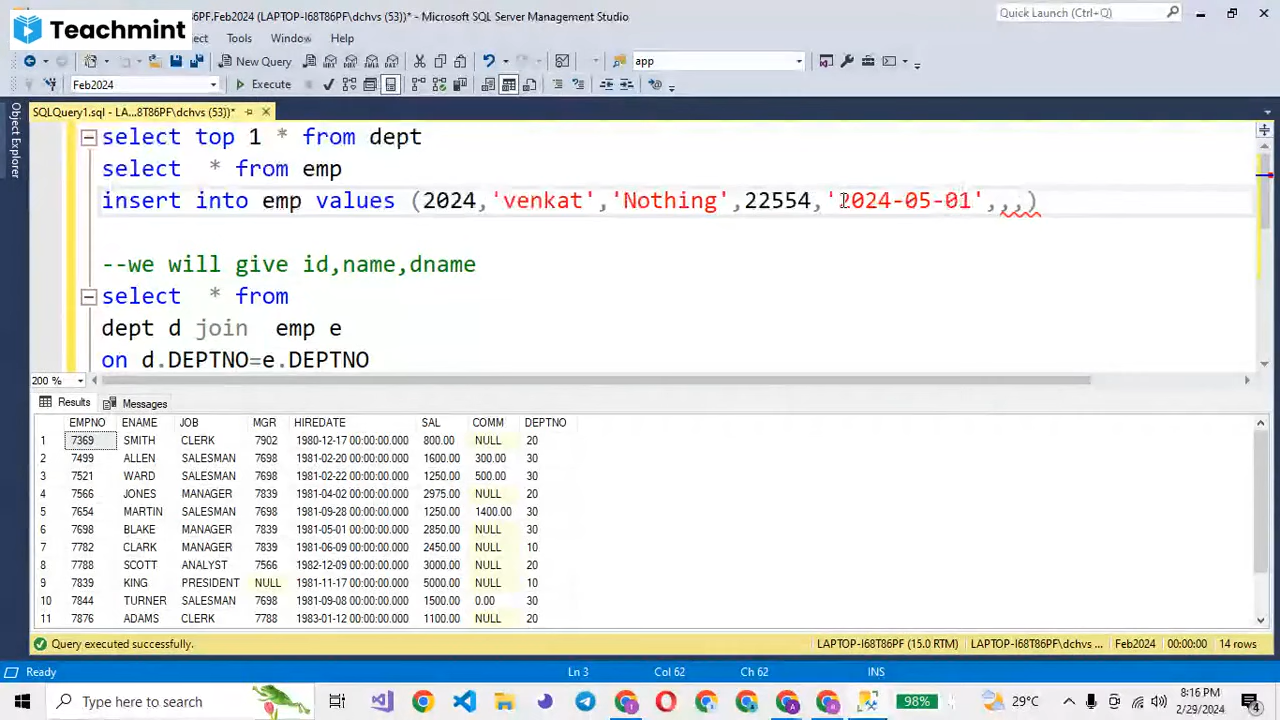 Teachmint
PF.Feb2024 (LAPTOP-I68T86PF\dchvs (53))* - Microsoft SQL Server Management Studio
Quick Launch (Ctrl+Q)
Tools Window Help
New Query
app
Feb2024
Execute
SQLQuery1.sql - LA...8T86PF\dchvs (53))*
Object Explorer
select top 1 * from dept
select * from emp
insert into emp values (2024,'venkat','Nothing',22554,'2024-05-01',,,)
--we will give id,name,dname
select * from
dept d join emp e
on d.DEPTNO=e.DEPTNO
200 %
Results Messages
EMPNO ENAME JOB MGR HIREDATE SAL COMM DEPTNO
1 7369 SMITH CLERK 7902 1980-12-17 00:00:00.000 800.00 NULL 20
2 7499 ALLEN SALESMAN 7698 1981-02-20 00:00:00.000 1600.00 300.00 30
3 7521 WARD SALESMAN 7698 1981-02-22 00:00:00.000 1250.00 500.00 30
4 7566 JONES MANAGER 7839 1981-04-02 00:00:00.000 2975.00 NULL 20
5 7654 MARTIN SALESMAN 7698 1981-09-28 00:00:00.000 1250.00 1400.00 30
6 7698 BLAKE MANAGER 7839 1981-05-01 00:00:00.000 2850.00 NULL 30
7 7782 CLARK MANAGER 7839 1981-06-09 00:00:00.000 2450.00 NULL 10
8 7788 SCOTT ANALYST 7566 1982-12-09 00:00:00.000 3000.00 NULL 20
9 7839 KING PRESIDENT NULL 1981-11-17 00:00:00.000 5000.00 NULL 10
10 7844 TURNER SALESMAN 7698 1981-09-08 00:00:00.000 1500.00 0.00 30
11 7876 ADAMS CLERK 7788 1983-01-12 00:00:00.000 1100.00 NULL 20
Query executed successfully. LAPTOP-I68T86PF (15.0 RTM) LAPTOP-I68T86PF\dchvs ... Feb2024 00:00:00 14 rows
Ready Ln 3 Col 62 Ch 62 INS
Type here to search 98% 29°C 8:16 PM
2/29/2024
4